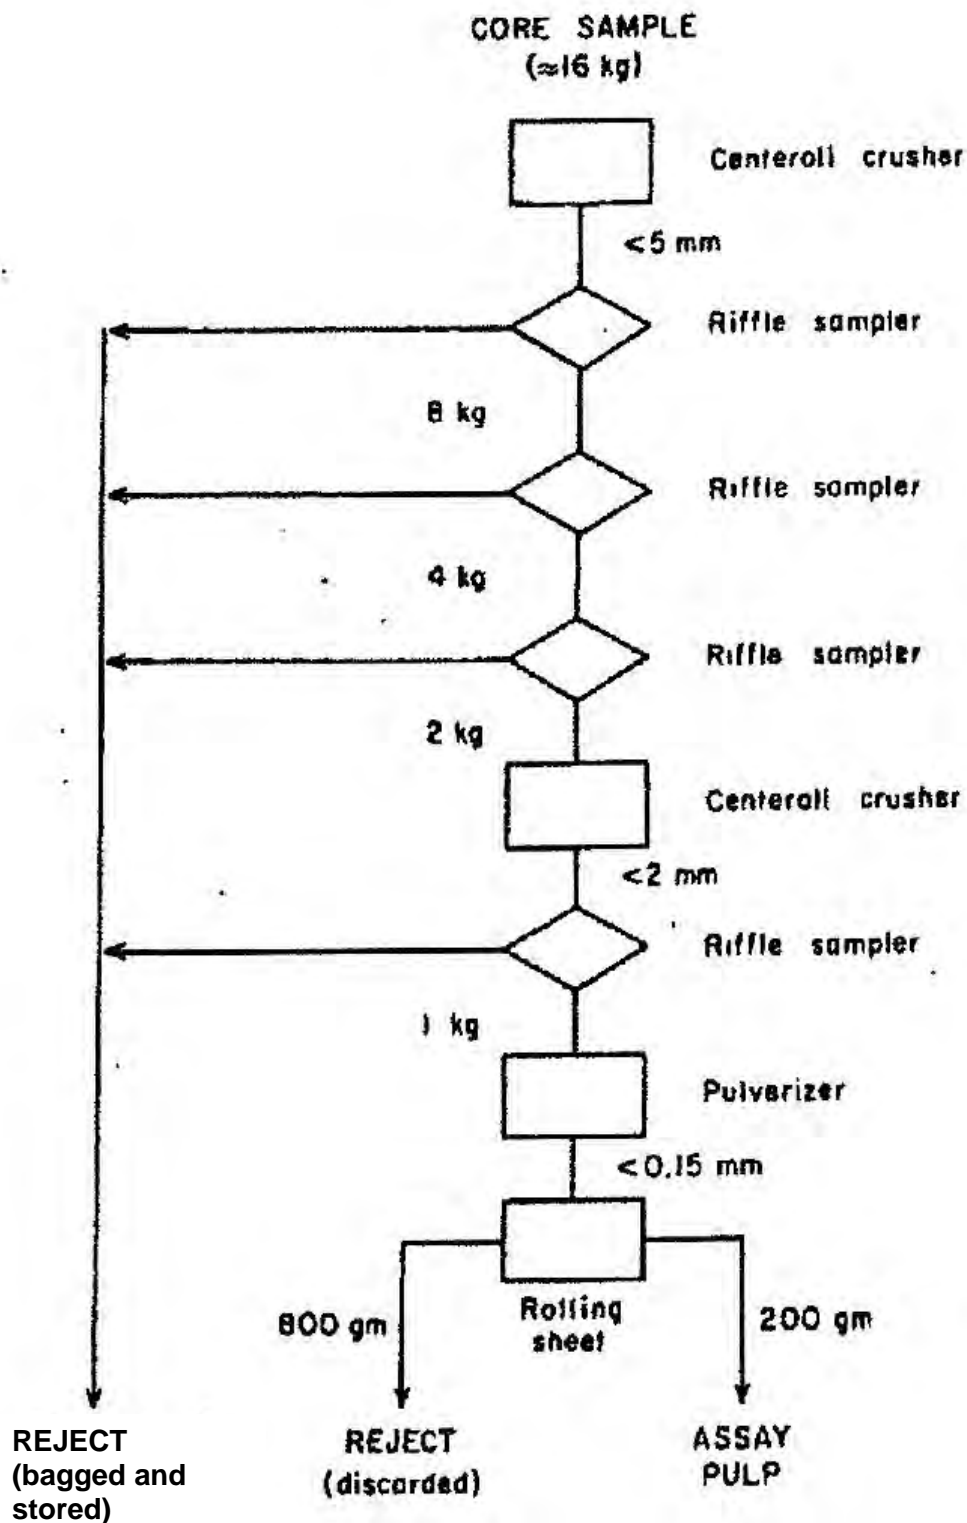 CORE SAMPLE
(≈16 kg)
Centeroll crusher
<5 mm
Riffle sampler
8 kg
Riffle sampler
4 kg
Riffle sampler
2 kg
Centeroll crusher
<2 mm
Riffle sampler
1 kg
Pulverizer
<0.15 mm
Rolling
sheet
800 gm
200 gm
REJECT
(bagged and
stored)
REJECT
(discarded)
ASSAY
PULP